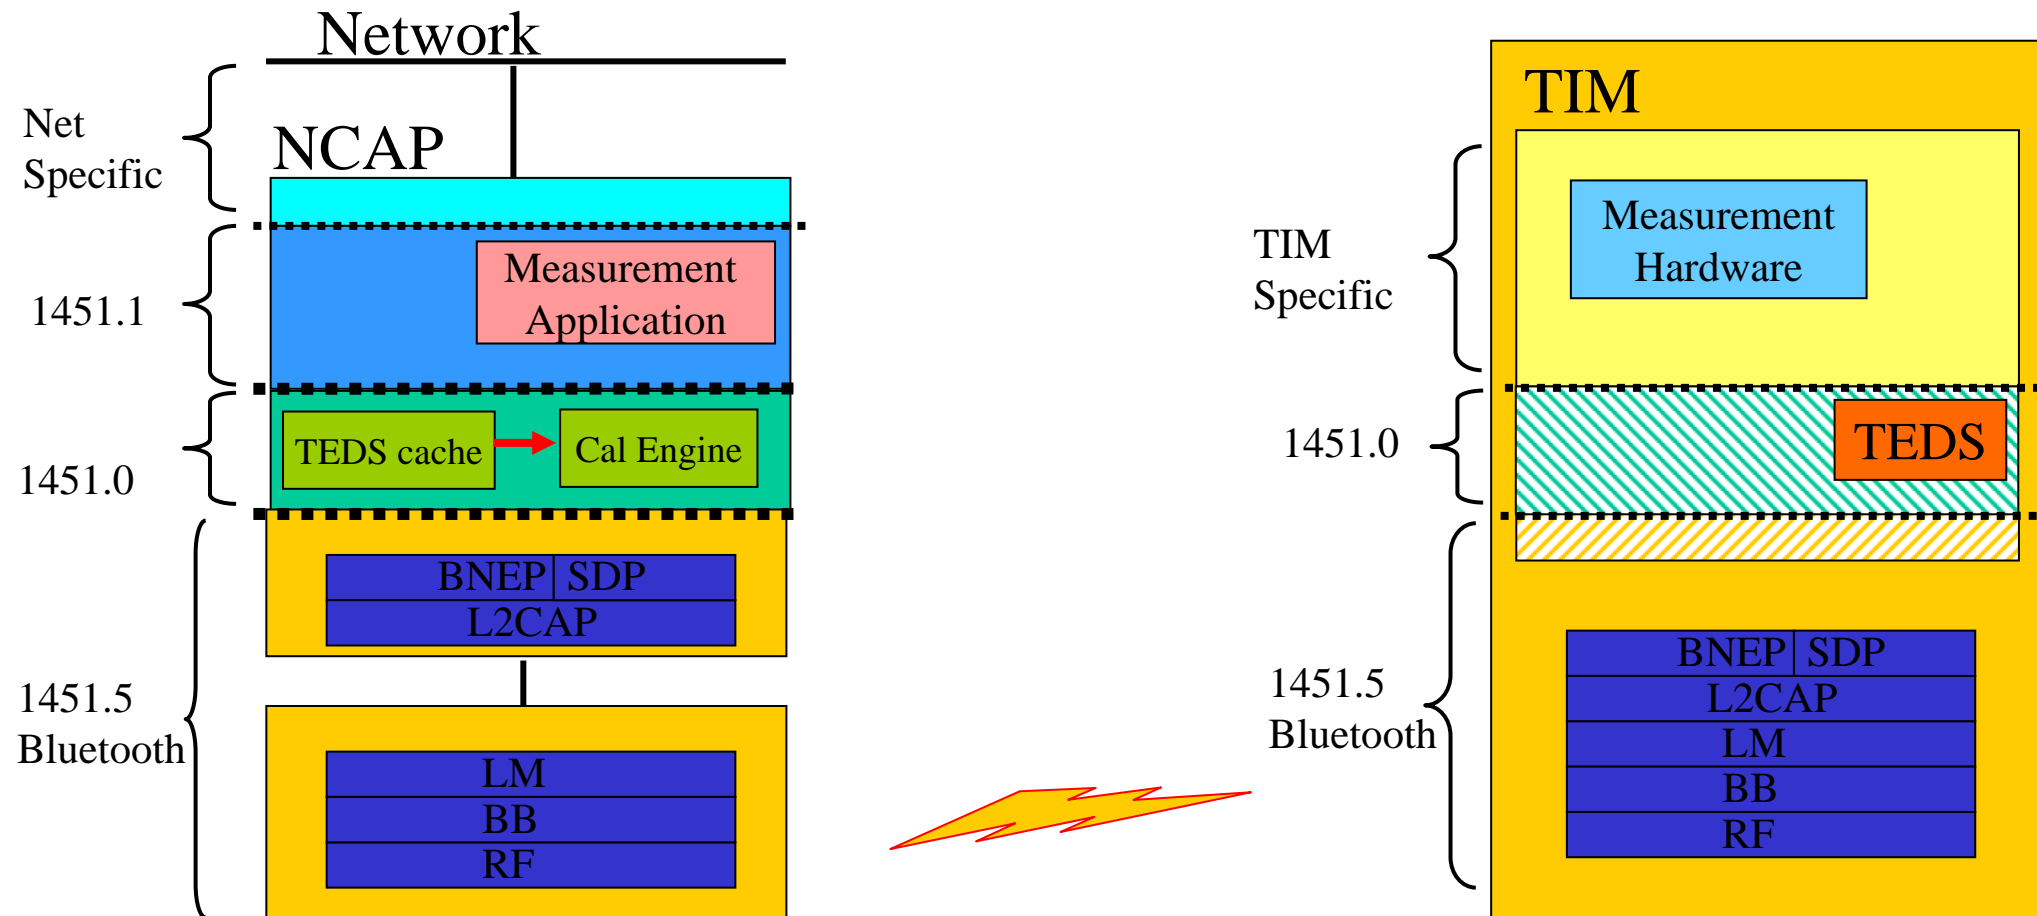 Network
Net
Specific
NCAP
1451.1
Measurement
Application
1451.0
TEDS cache
Cal Engine
1451.5
Bluetooth
BNEP SDP
L2CAP
LM
BB
RF
TIM
TIM
Specific
Measurement
Hardware
1451.0
TEDS
1451.5
Bluetooth
BNEP SDP
L2CAP
LM
BB
RF